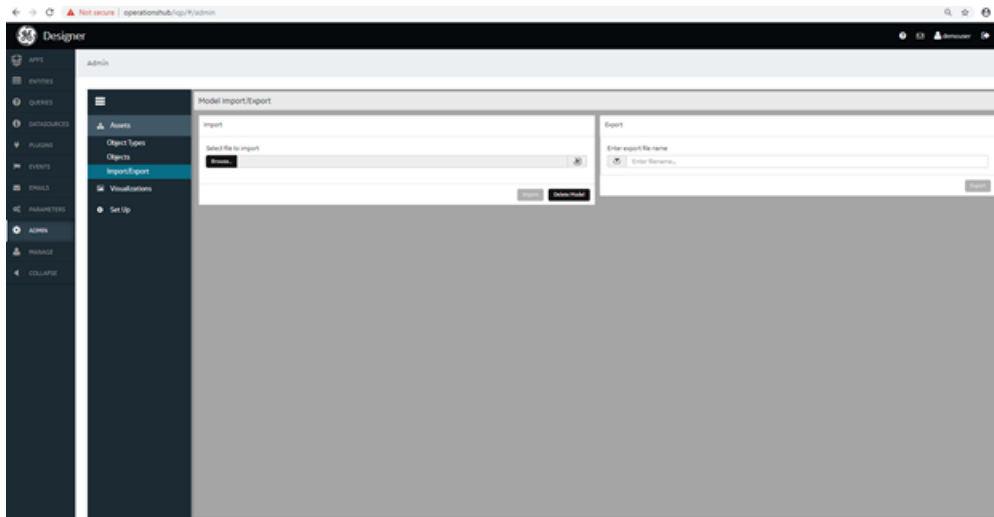 Not secure | operationshub/iqp/#/admin
Designer
demouser
APPS
Admin
ENTITIES
QUERIES
Model Import/Export
DATASOURCES
Assets
Import
Export
PLUGINS
Object Types
Select file to import
Enter export file name
Objects
Browse...
Enter filename...
EVENTS
Import/Export
EMAILS
Visualizations
Import
Delete Model
Export
PARAMETERS
Set Up
ADMIN
MANAGE
COLLAPSE